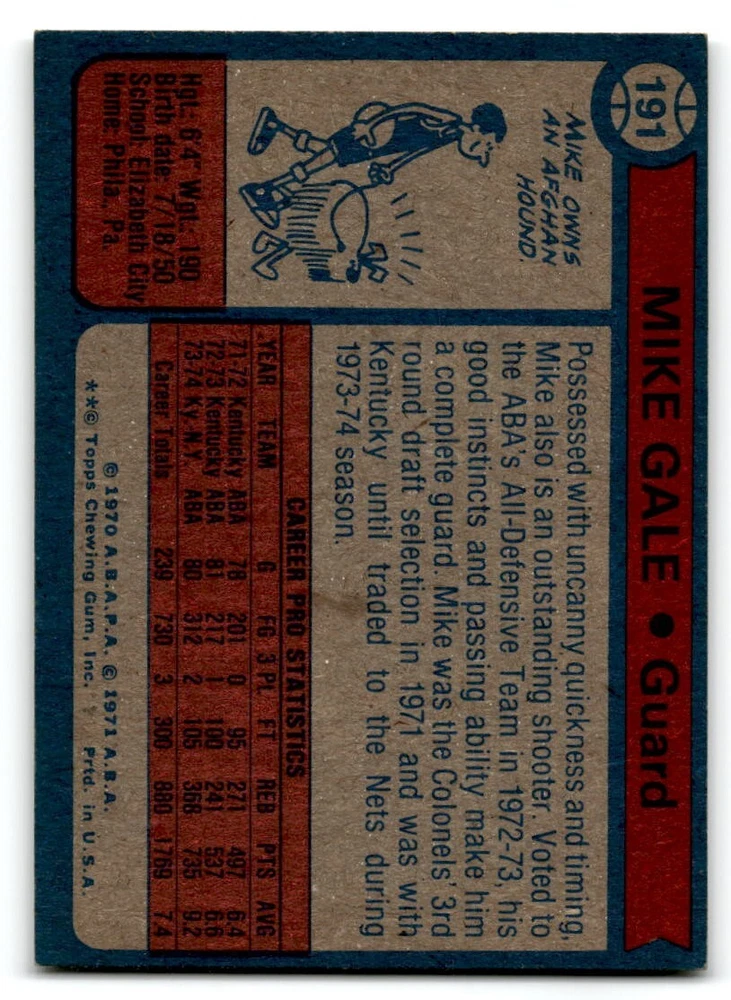 191
MIKE GALE • Guard
MIKE OWNS
AN AFGHAN
HOUND
Hgt.: 6'4" Wgt.: 190
Birth date: 7/18/50
School: Elizabeth City
Home: Phila. Pa.
Possessed with uncanny quickness and timing,
Mike also is an outstanding shooter. Voted to
the ABA's All-Defensive Team in 1972-73, his
good instincts and passing ability make him
a complete guard. Mike was the Colonels' 3rd
round draft selection in 1971 and was with
Kentucky until traded to the Nets during
1973-74 season.
CAREER PRO STATISTICS
YEAR TEAM G FG 3 PL FT REB PTS AVG
71-72 Kentucky ABA 78 201 0 95 271 497 6.4
72-73 Kentucky ABA 81 217 1 100 241 537 6.6
73-74 Ky. N.Y. ABA 80 312 2 105 368 735 9.2
Career Totals 239 730 3 300 880 1769 7.4
© 1970 A.B.A.P.A. © 1971 A.B.A.
**© Topps Chewing Gum, Inc. Prtd. in U.S.A.